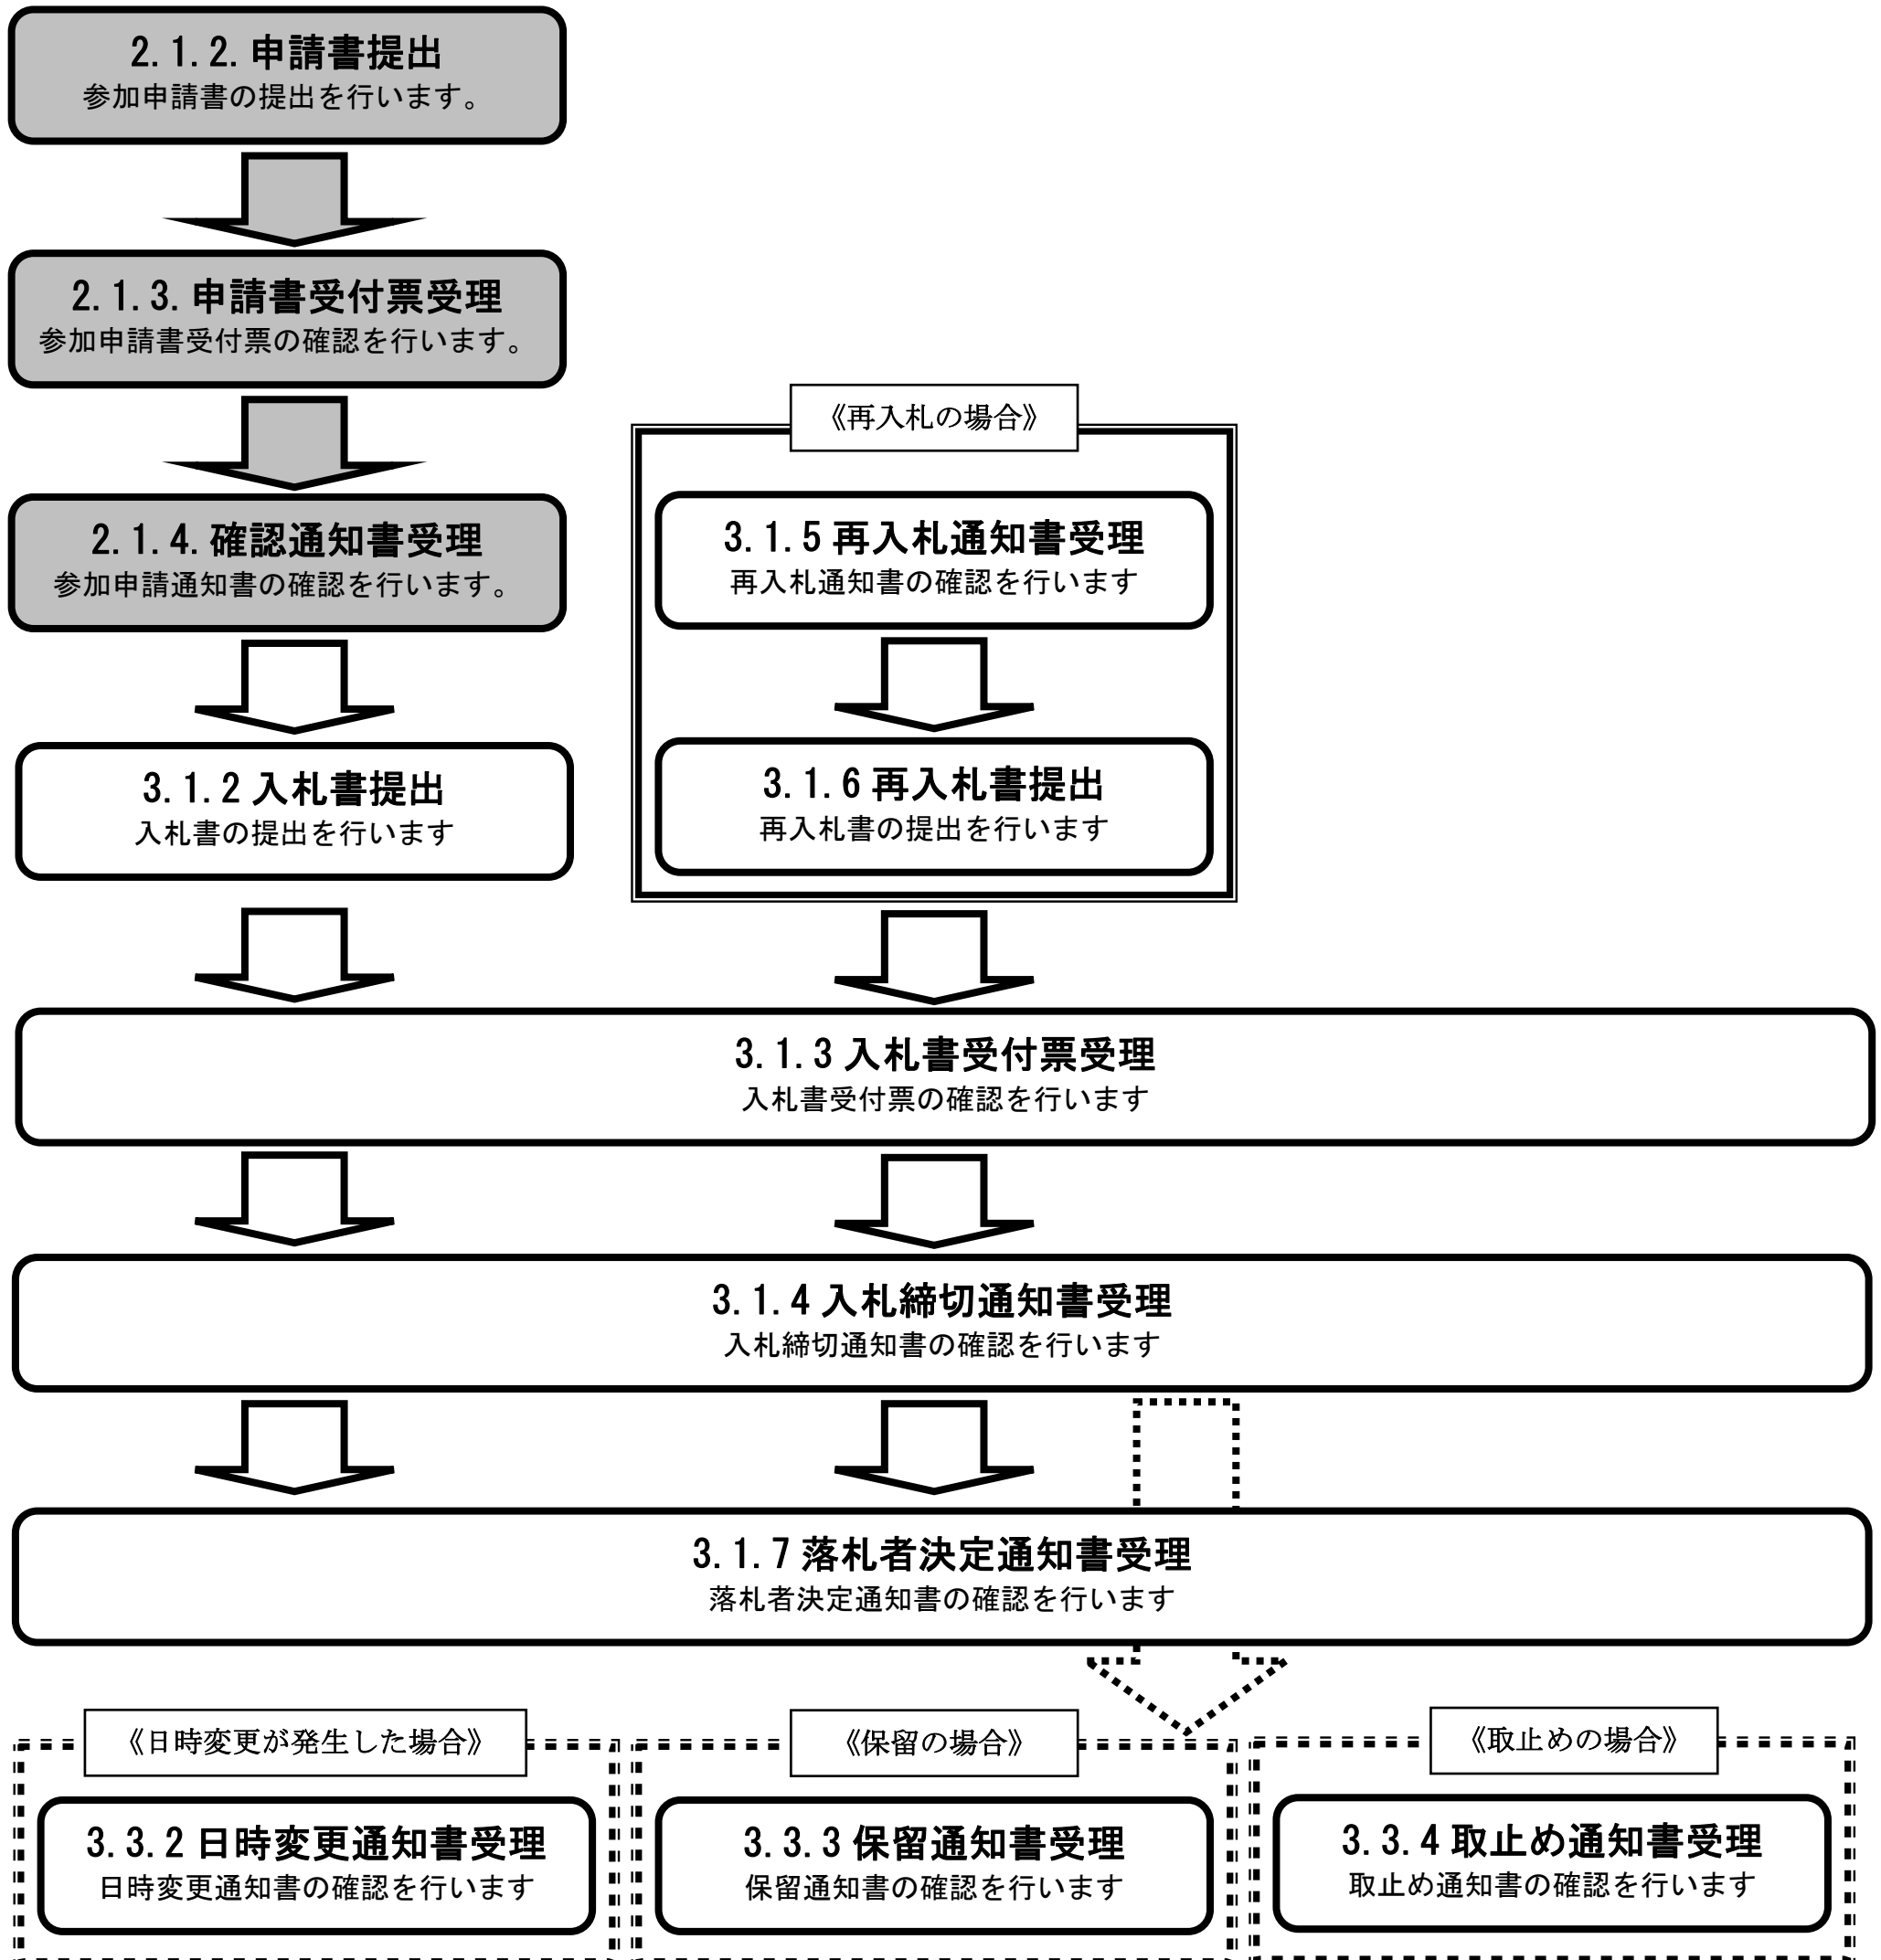 2.1.2.申請書提出
参加申請書の提出を行います。
2.1.3.申請書受付票受理
参加申請書受付票の確認を行います。
2.1.4.確認通知書受理
参加申請通知書の確認を行います。
《再入札の場合》
3.1.5再入札通知書受理
再入札通知書の確認を行います
3.1.2入札書提出
入札書の提出を行います
3.1.6再入札書提出
再入札書の提出を行います
3.1.3入札書受付票受理
入札書受付票の確認を行います
3.1.4入札締切通知書受理
入札締切通知書の確認を行います
3.1.7落札者決定通知書受理
落札者決定通知書の確認を行います
《日時変更が発生した場合》
3.3.2日時変更通知書受理
日時変更通知書の確認を行います
《保留の場合》
3.3.3保留通知書受理
保留通知書の確認を行います
《取止めの場合》
3.3.4取止め通知書受理
取止め通知書の確認を行います